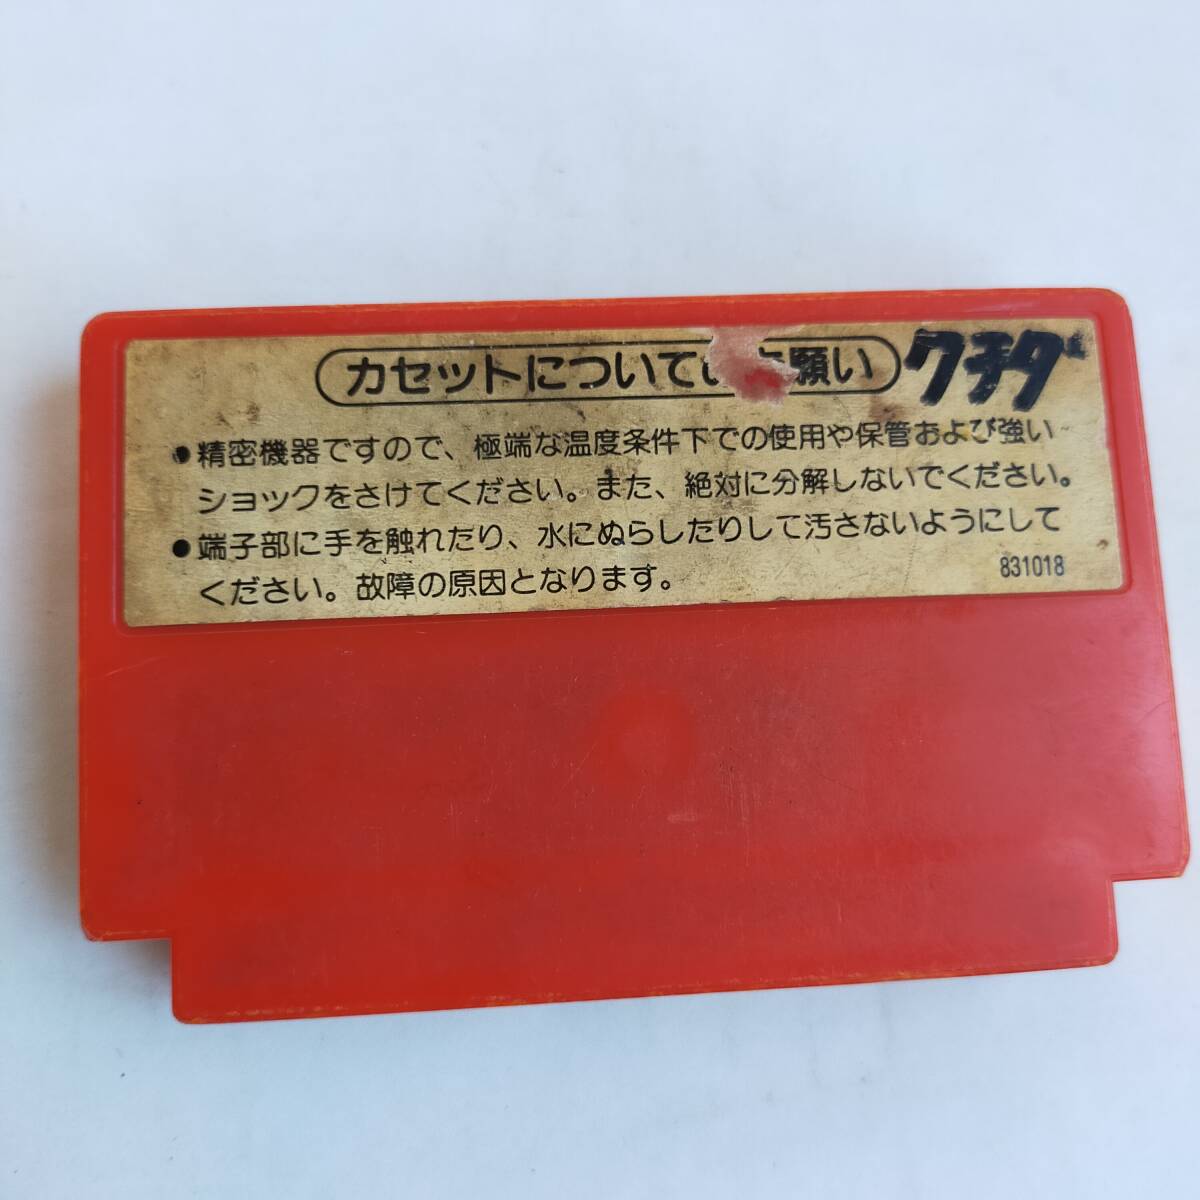 カセットについてのお願い クチダ
●精密機器ですので、極端な温度条件下での使用や保管および強い
ショックをさけてください。また、絶対に分解しないでください。
●端子部に手を触れたり、水にぬらしたりして汚さないようにして
ください。故障の原因となります。
831018